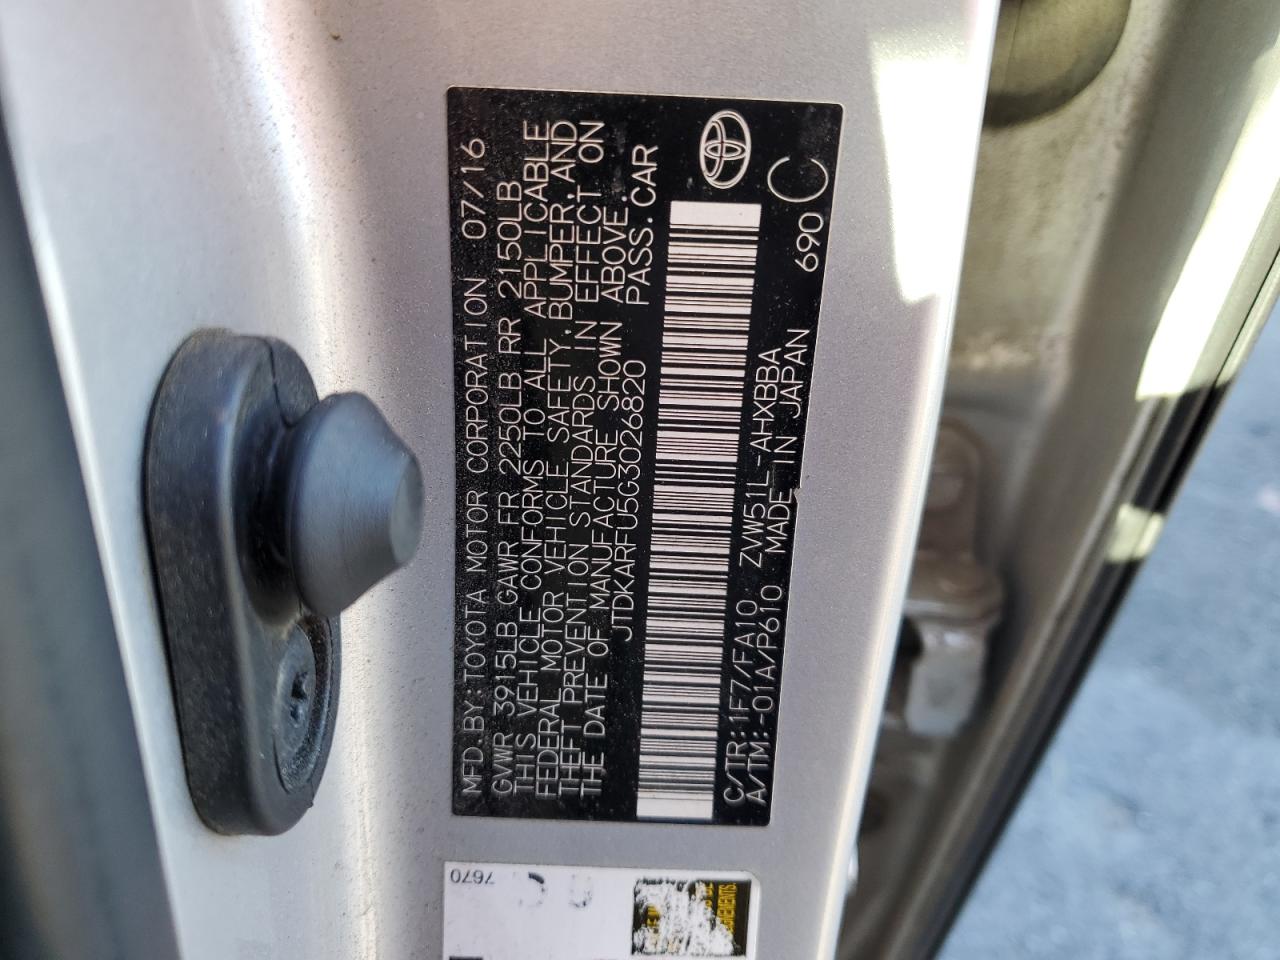 MFD BY: TOYOTA MOTOR CORPORATION 07/16
GVWR 3915LB GAWR FR 2250LB RR 2150LB
THIS VEHICLE CONFORMS TO ALL APPLICABLE
FEDERAL MOTOR VEHICLE SAFETY, BUMPER, AND
THEFT PREVENTION STANDARDS IN EFFECT ON
THE DATE OF MANUFACTURE SHOWN ABOVE.
JTDKARFU5G3026820 PASS. CAR
C/TR: 1F7/FA10 ZVW51L-AHXBBA 690 C
A/TM: -01A/P610 MADE IN JAPAN
7670